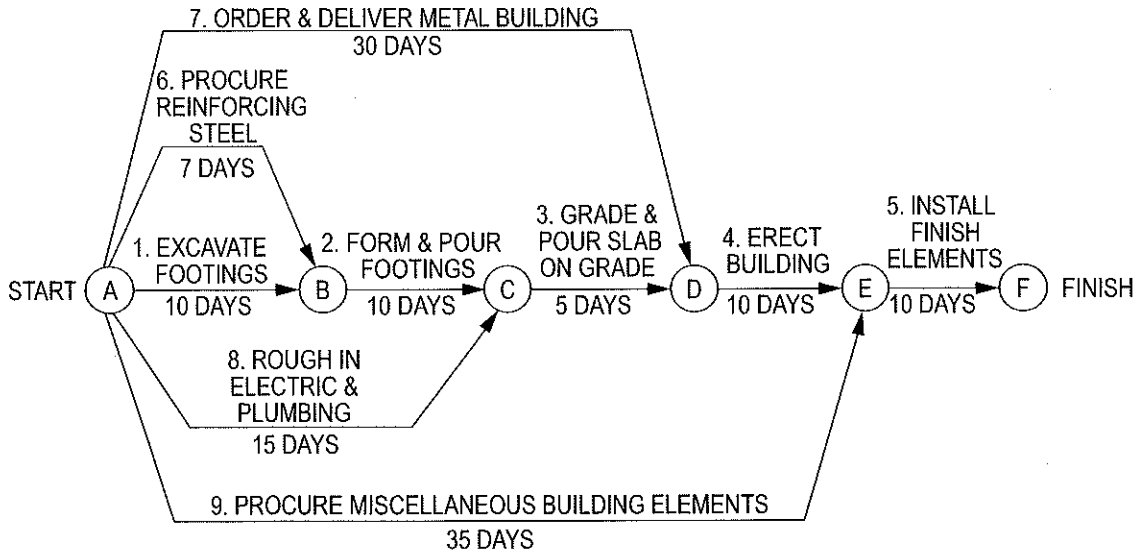 7. ORDER & DELIVER METAL BUILDING
30 DAYS
6. PROCURE
REINFORCING
STEEL
7 DAYS
1. EXCAVATE
FOOTINGS
10 DAYS
2. FORM & POUR
FOOTINGS
10 DAYS
3. GRADE &
POUR SLAB
ON GRADE
5 DAYS
4. ERECT
BUILDING
10 DAYS
5. INSTALL
FINISH
ELEMENTS
10 DAYS
START A B C D E F FINISH
8. ROUGH IN
ELECTRIC &
PLUMBING
15 DAYS
9. PROCURE MISCELLANEOUS BUILDING ELEMENTS
35 DAYS